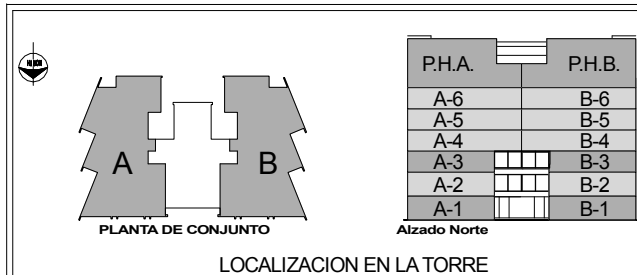 P.H.A. P.H.B.
A-6 B-6
A-5 B-5
A-4 B-4
A-3 B-3
A-2 B-2
A-1 B-1
A B
PLANTA DE CONJUNTO
Alzado Norte
LOCALIZACION EN LA TORRE